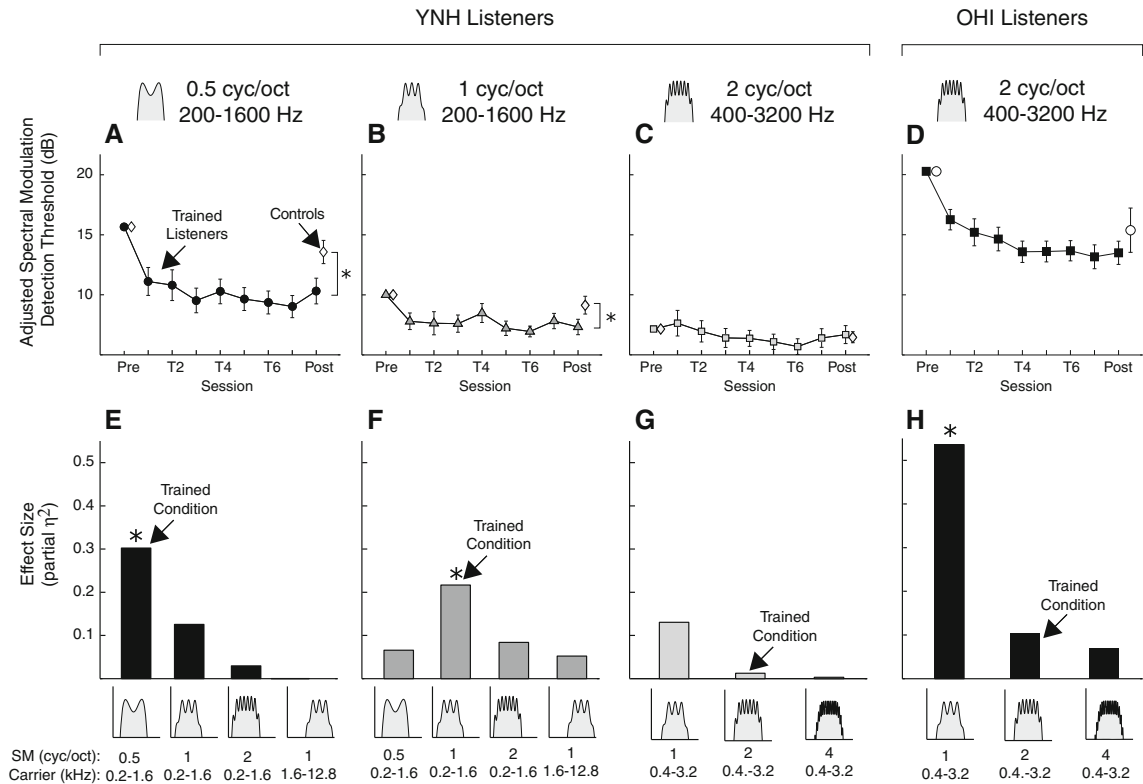 YNH Listeners
OHI Listeners
0.5 cyc/oct
200-1600 Hz
1 cyc/oct
200-1600 Hz
2 cyc/oct
400-3200 Hz
2 cyc/oct
400-3200 Hz
A
B
C
D
Adjusted Spectral Modulation
Detection Threshold (dB)
20
15
10
Trained
Listeners
Controls
*
*
Pre T2 T4 T6 Post
Session
Pre T2 T4 T6 Post
Session
Pre T2 T4 T6 Post
Session
Pre T2 T4 T6 Post
Session
E
F
G
H
Effect Size
(partial η²)
0.5
0.4
0.3
0.2
0.1
*
Trained
Condition
*
Trained
Condition
Trained
Condition
*
Trained
Condition
SM (cyc/oct): 0.5 1 2 1 0.5 1 2 1 1 2 4 1 2 4
Carrier (kHz): 0.2-1.6 0.2-1.6 0.2-1.6 1.6-12.8 0.2-1.6 0.2-1.6 0.2-1.6 1.6-12.8 0.4-3.2 0.4.-3.2 0.4-3.2 0.4-3.2 0.4.-3.2 0.4-3.2